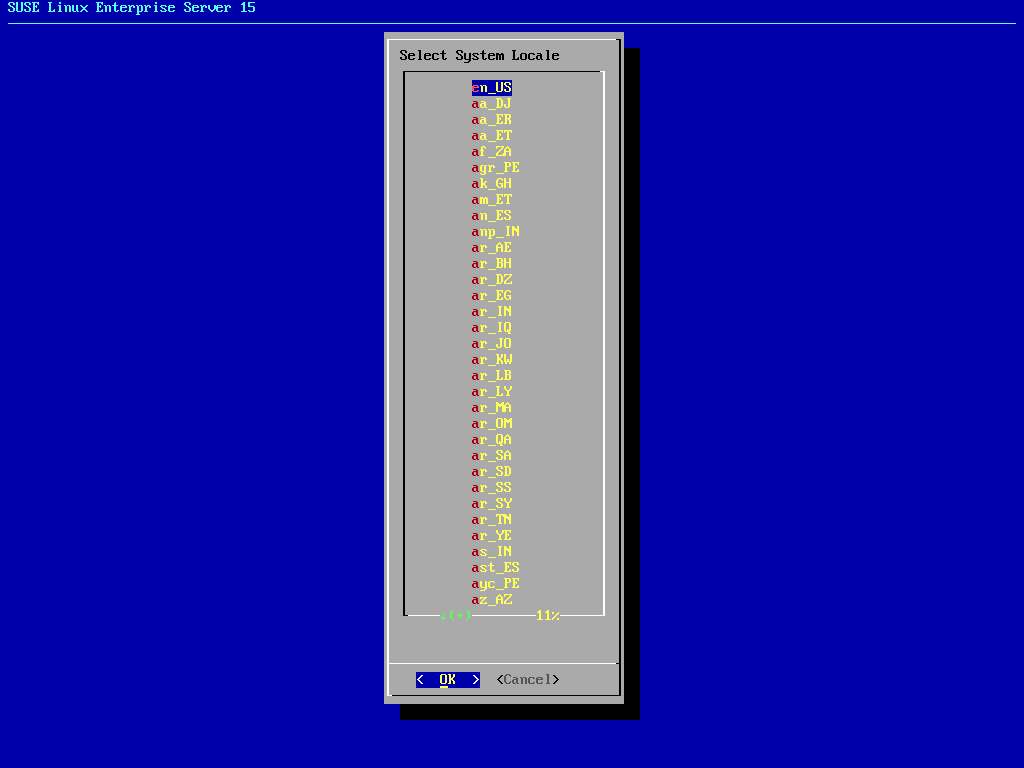 SUSE Linux Enterprise Server 15
Select System Locale
en_US
aa_DJ
aa_ER
aa_ET
af_ZA
agr_PE
ak_GH
am_ET
an_ES
anp_IN
ar_AE
ar_BH
ar_DZ
ar_EG
ar_IN
ar_IQ
ar_JO
ar_KW
ar_LB
ar_LY
ar_MA
ar_OM
ar_QA
ar_SA
ar_SD
ar_SS
ar_SY
ar_TN
ar_YE
as_IN
ast_ES
ayc_PE
az_AZ
.(+) 11%
< OK > <Cancel>